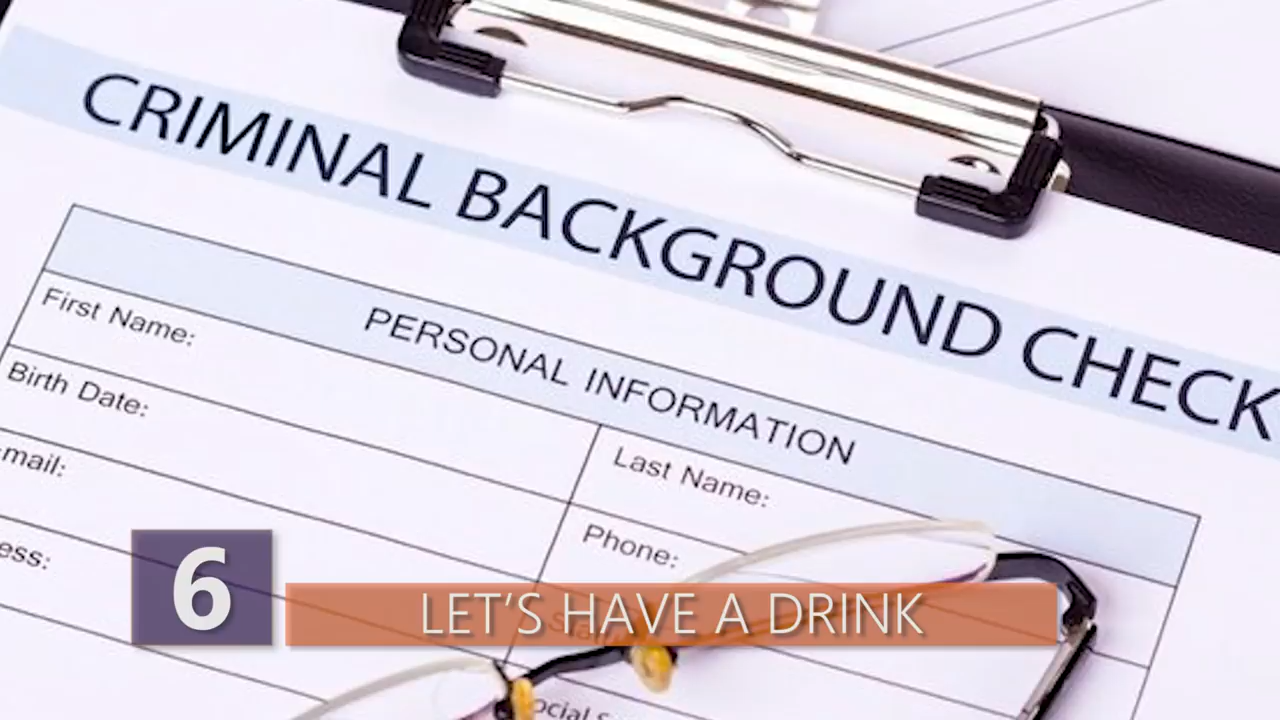 CRIMINAL BACKGROUND CHECK
PERSONAL INFORMATION
First Name:
Last Name:
Birth Date:
Phone:
-mail:
ess:
6
LET'S HAVE A DRINK